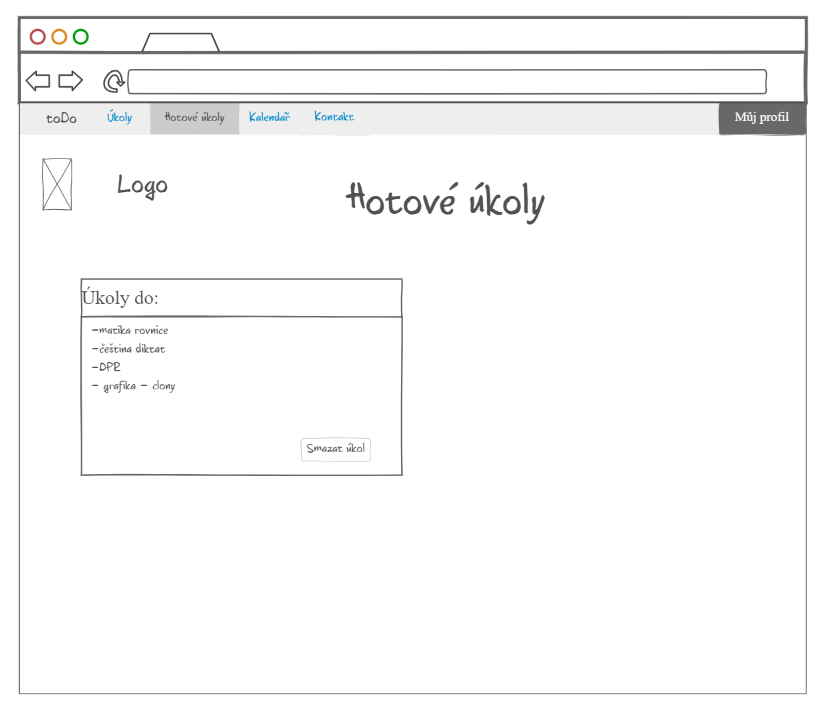 toDo Úkoly Hotové úkoly Kalendař Kontakt Můj profil
Logo
Hotové úkoly
Úkoly do:
-matika rovnice
-čeština diktat
-DPR
- grafika - clony
Smazat úkol